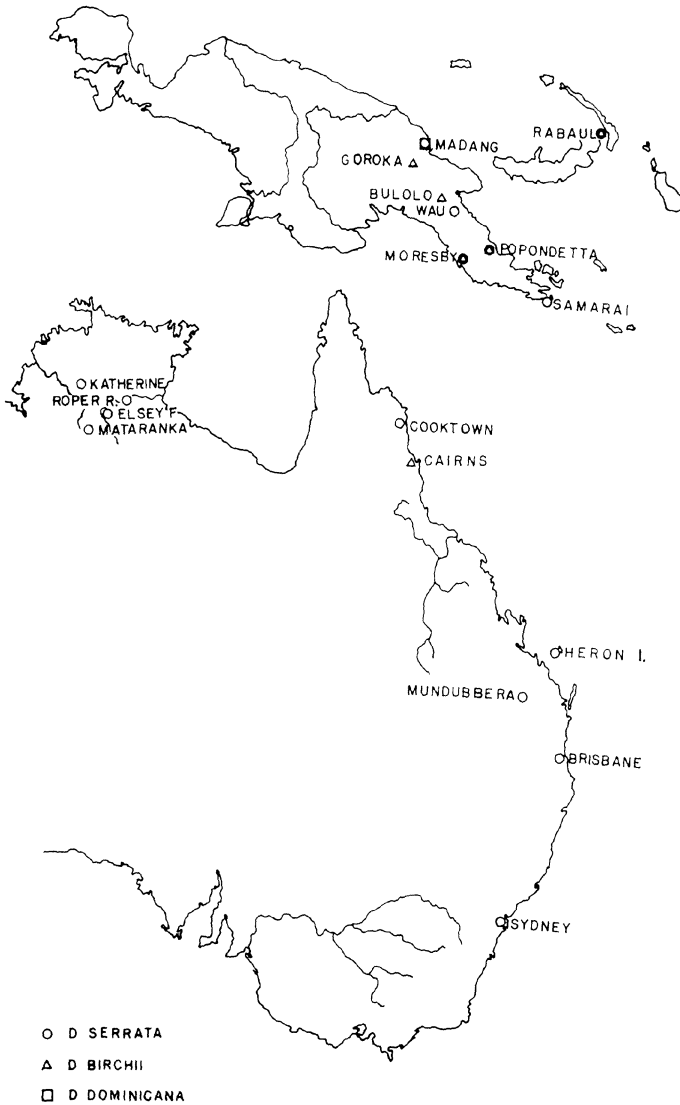 RABAUL
MADANG
GOROKA
BULOLO
WAU
POPONDETTA
MORESBY
SAMARAI
KATHERINE
ROPER R.
ELSEY F.
MATARANKA
COOKTOWN
CAIRNS
HERON I.
MUNDUBBERA
BRISBANE
SYDNEY
D SERRATA
D BIRCHII
D DOMINICANA